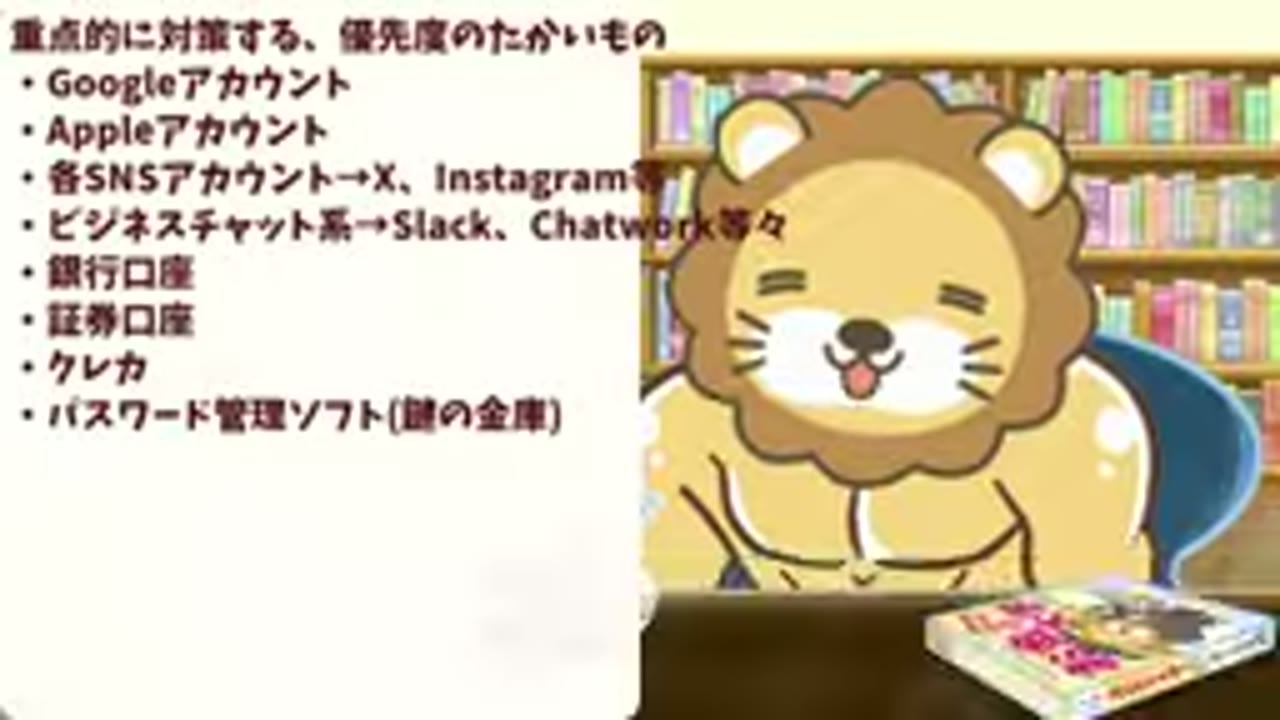 重点的に対策する、優先度のたかいもの
・Googleアカウント
・Appleアカウント
・各SNSアカウント→X、Instagram等
・ビジネスチャット系→Slack、Chatwork等々
・銀行口座
・証券口座
・クレカ
・パスワード管理ソフト(鍵の金庫)